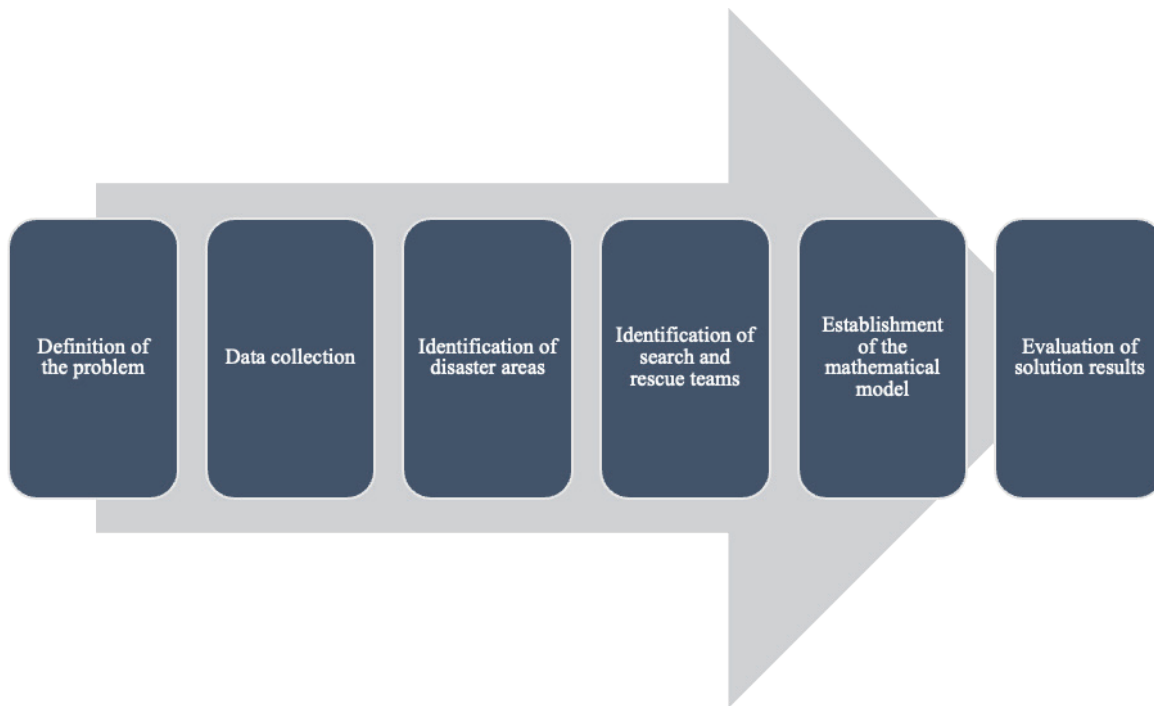 Definition of
the problem
Data collection
Identification of
disaster areas
Identification of
search and
rescue teams
Establishment
of the
mathematical
model
Evaluation of
solution results